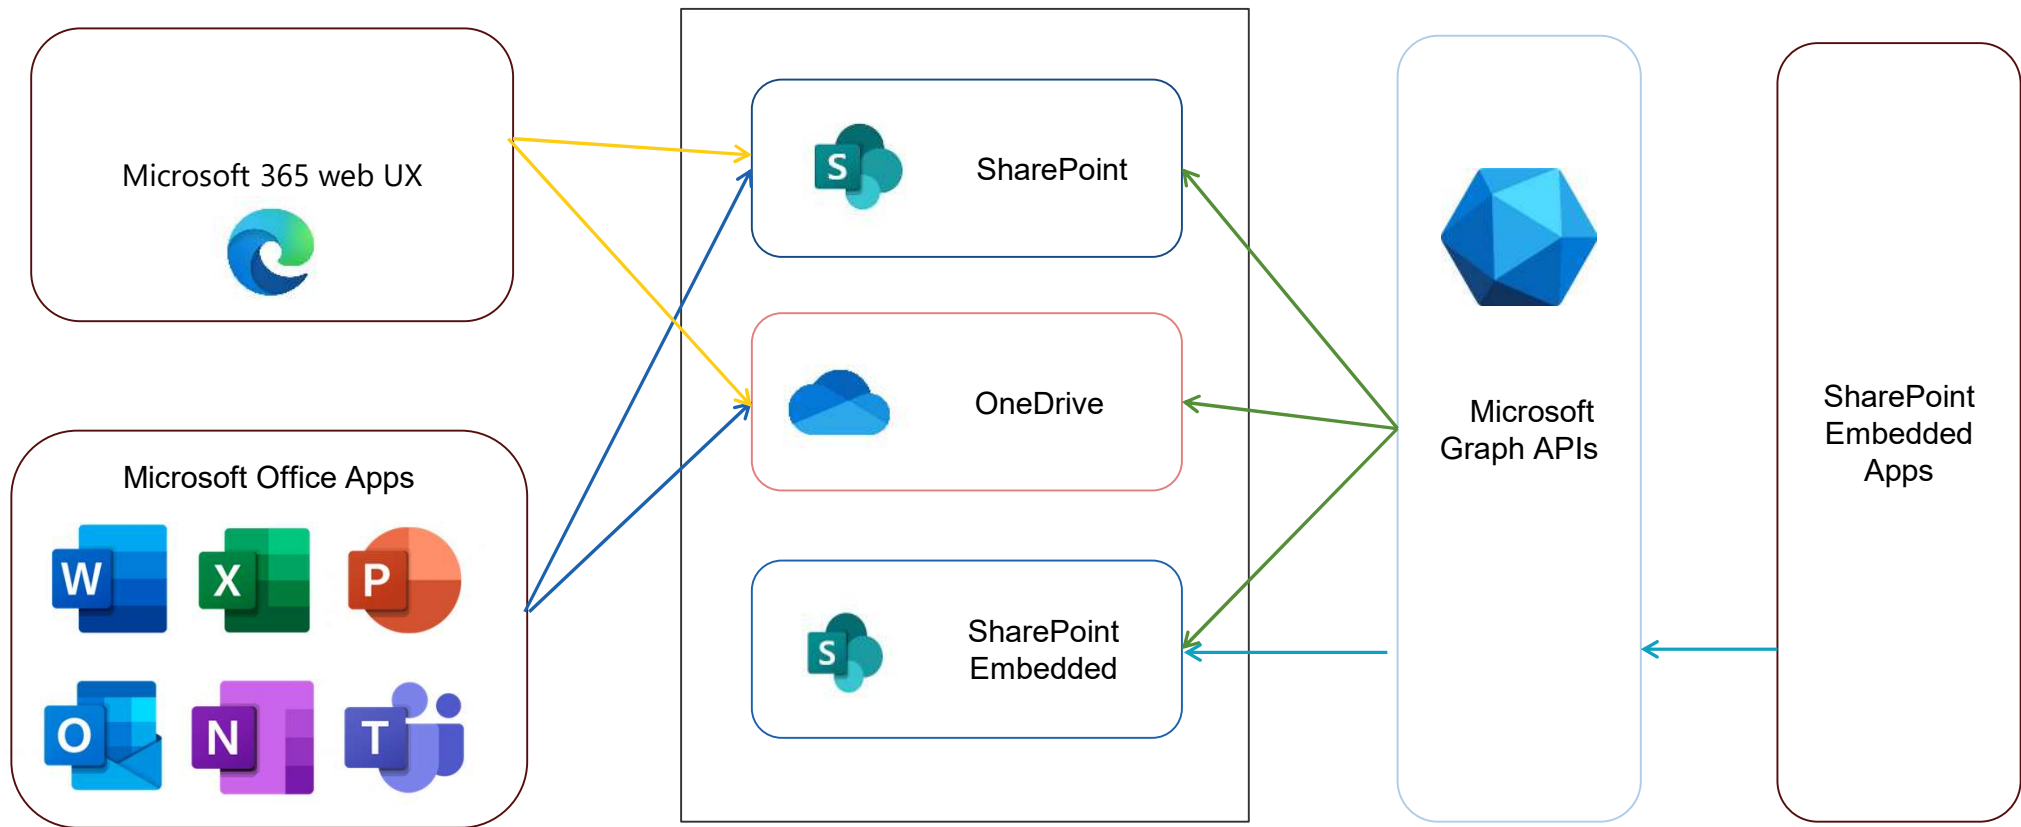 Microsoft 365 web UX
Microsoft Office Apps
W
X
P
O
N
T
S
SharePoint
OneDrive
S
SharePoint
Embedded
Microsoft
Graph APIs
SharePoint
Embedded
Apps